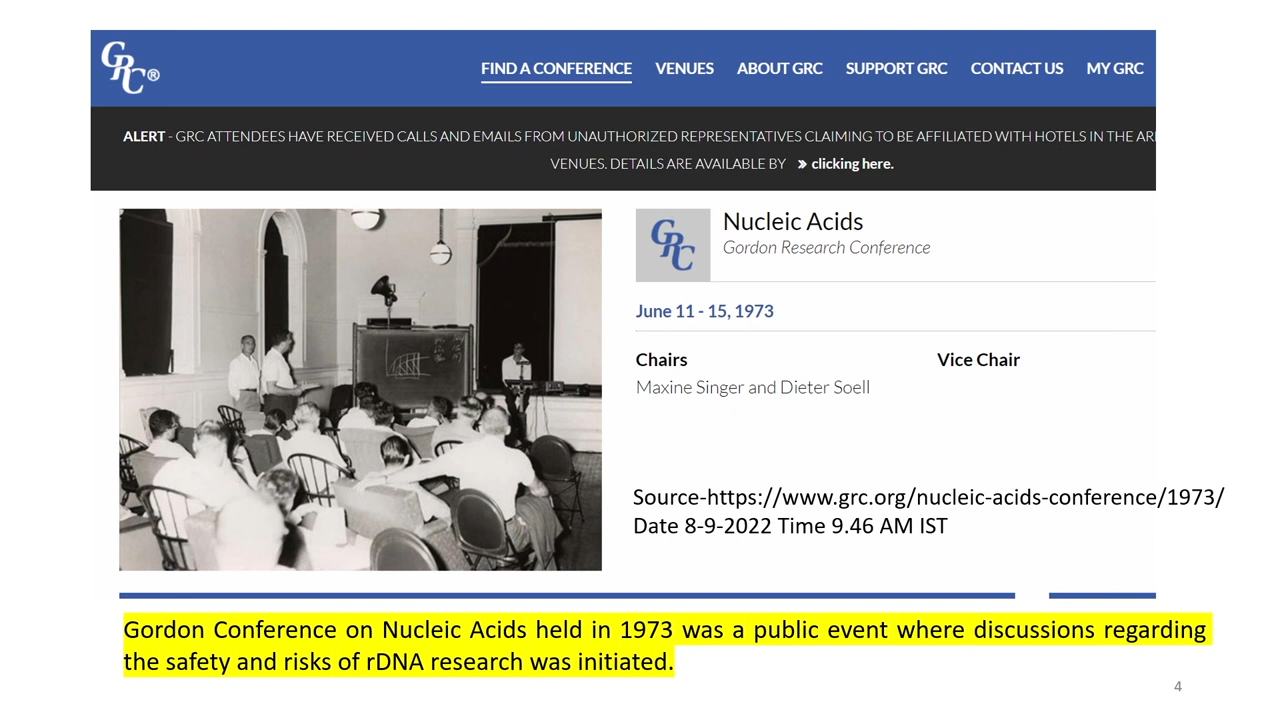 GRC®
FIND A CONFERENCE VENUES ABOUT GRC SUPPORT GRC CONTACT US MY GRC
ALERT - GRC ATTENDEES HAVE RECEIVED CALLS AND EMAILS FROM UNAUTHORIZED REPRESENTATIVES CLAIMING TO BE AFFILIATED WITH HOTELS IN THE
VENUES. DETAILS ARE AVAILABLE BY » clicking here.
GRC
Nucleic Acids
Gordon Research Conference
June 11 - 15, 1973
Chairs Vice Chair
Maxine Singer and Dieter Soell
Source-https://www.grc.org/nucleic-acids-conference/1973/
Date 8-9-2022 Time 9.46 AM IST
Gordon Conference on Nucleic Acids held in 1973 was a public event where discussions regarding
the safety and risks of rDNA research was initiated.
4